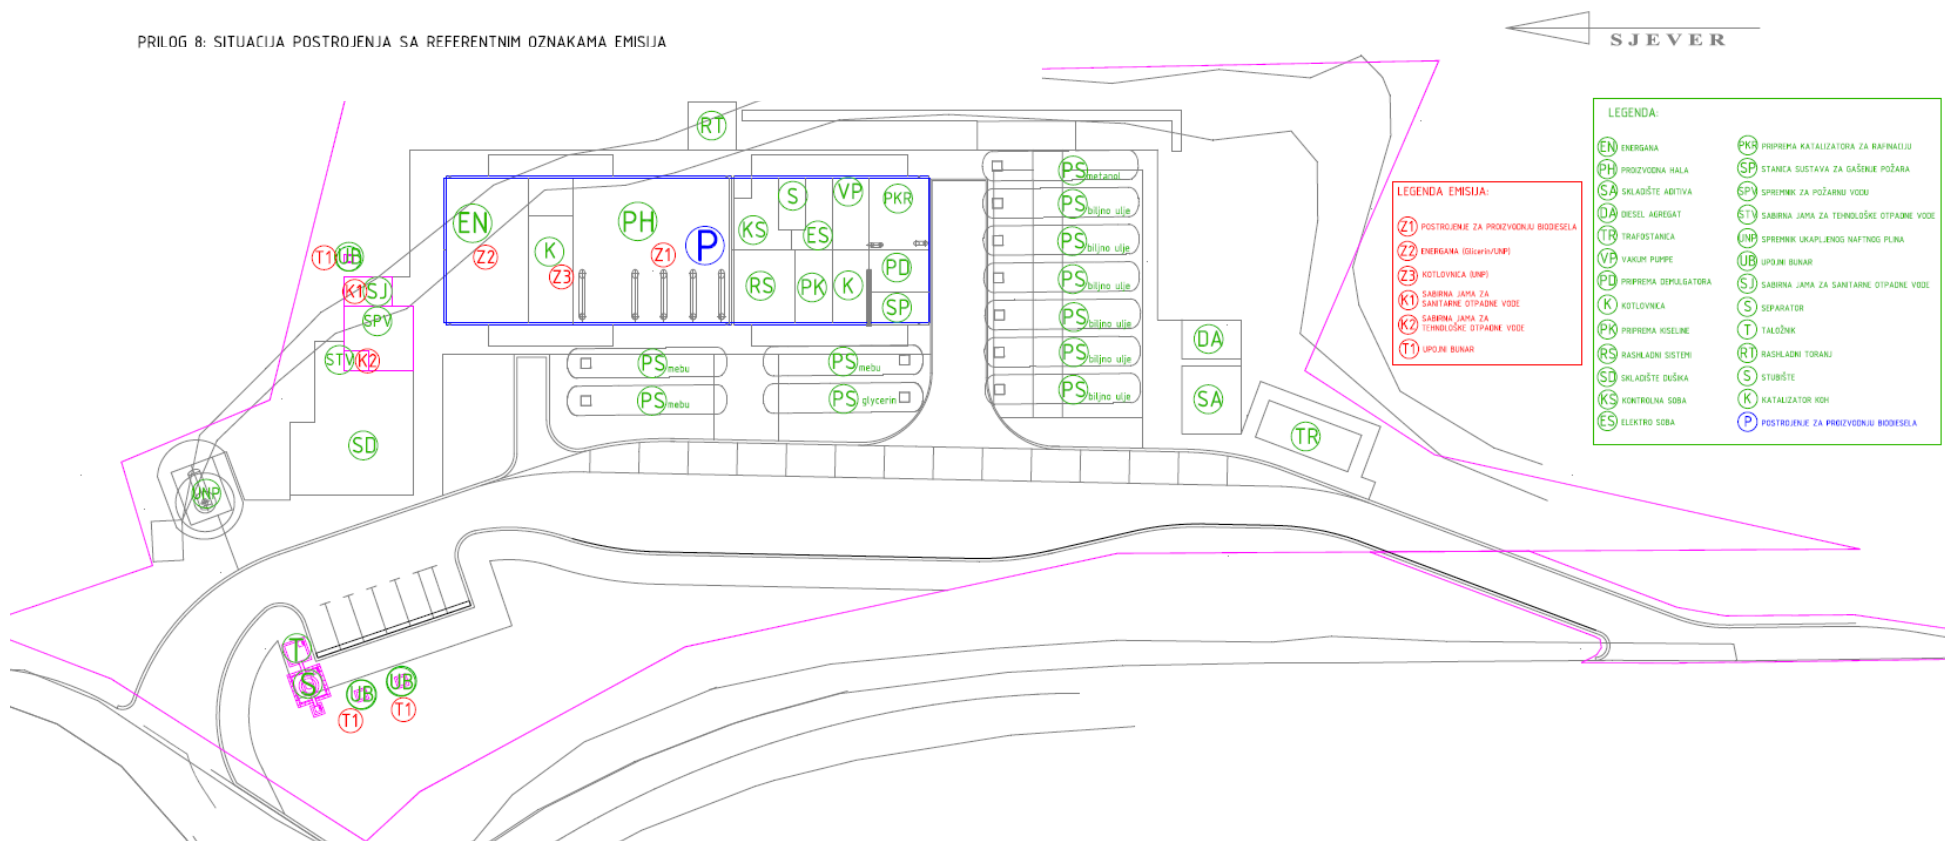 PRILOG 8: SITUACIJA POSTROJENJA SA REFERENTNIM OZNAKAMA EMISIJA
SJEVER
RT
EN
PH
P
K
Z2
Z3
Z1
S
VP
PKR
KS
ES
RS
PK
K
PD
SP
PS metanol
PS biljno ulje
PS biljno ulje
PS biljno ulje
PS biljno ulje
PS biljno ulje
PS biljno ulje
T1
UB
K1
SJ
SPV
STV
K2
SD
UNP
PS mebu
PS mebu
PS mebu
PS glycerin
DA
SA
TR
T
S
UB
UB
T1
T1
LEGENDA EMISIJA:
Z1 POSTROJENJE ZA PROIZVODNJU BIODIESELA
Z2 ENERGANA (Glicerin/UNP)
Z3 KOTLOVNICA (UNP)
K1 SABIRNA JAMA ZA
SANITARNE OTPADNE VODE
K2 SABIRNA JAMA ZA
TEHNOLOŠKE OTPADNE VODE
T1 UPOJNI BUNAR
LEGENDA:
EN ENERGANA
PH PROIZVODNA HALA
SA SKLADIŠTE ADITIVA
DA DIESEL AGREGAT
TR TRAFOSTANICA
VP VAKUM PUMPE
PD PRIPREMA DEMULGATORA
K KOTLOVNICA
PK PRIPREMA KISELINE
RS RASHLADNI SISTEMI
SD SKLADIŠTE DUŠIKA
KS KONTROLNA SOBA
ES ELEKTRO SOBA
PKR PRIPREMA KATALIZATORA ZA RAFINACIJU
SP STANICA SUSTAVA ZA GAŠENJE POŽARA
SPV SPREMNIK ZA POŽARNU VODU
STV SABIRNA JAMA ZA TEHNOLOŠKE OTPADNE VODE
UNP SPREMNIK UKAPLJENOG NAFTNOG PLINA
UB UPOJNI BUNAR
SJ SABIRNA JAMA ZA SANITARNE OTPADNE VODE
S SEPARATOR
T TALOŽNIK
RT RASHLADNI TORANJ
S STUBIŠTE
K KATALIZATOR KOH
P POSTROJENJE ZA PROIZVODNJU BIODIESELA